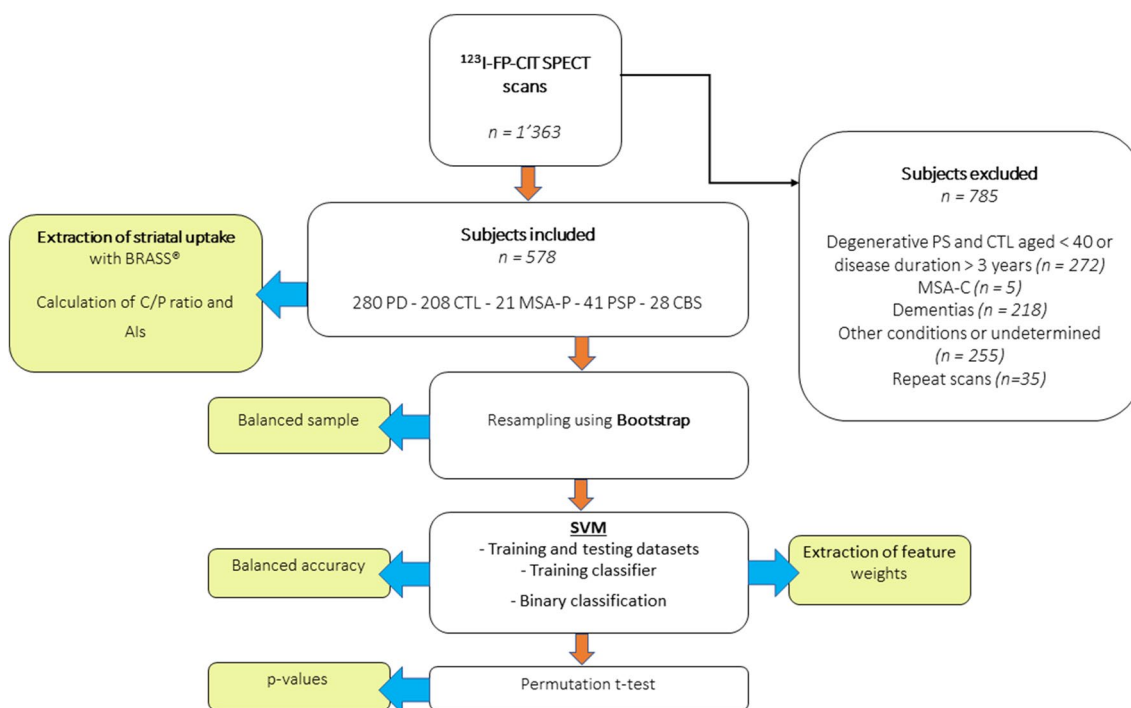 ¹²³I-FP-CIT SPECT
scans
n = 1’363
Subjects excluded
n = 785
Degenerative PS and CTL aged < 40 or
disease duration > 3 years (n = 272)
MSA-C (n = 5)
Dementias (n = 218)
Other conditions or undetermined
(n = 255)
Repeat scans (n=35)
Subjects included
n = 578
280 PD - 208 CTL - 21 MSA-P - 41 PSP - 28 CBS
Extraction of striatal uptake
with BRASS®
Calculation of C/P ratio and
AIs
Resampling using Bootstrap
Balanced sample
SVM
- Training and testing datasets
- Training classifier
- Binary classification
Balanced accuracy
Extraction of feature
weights
Permutation t-test
p-values